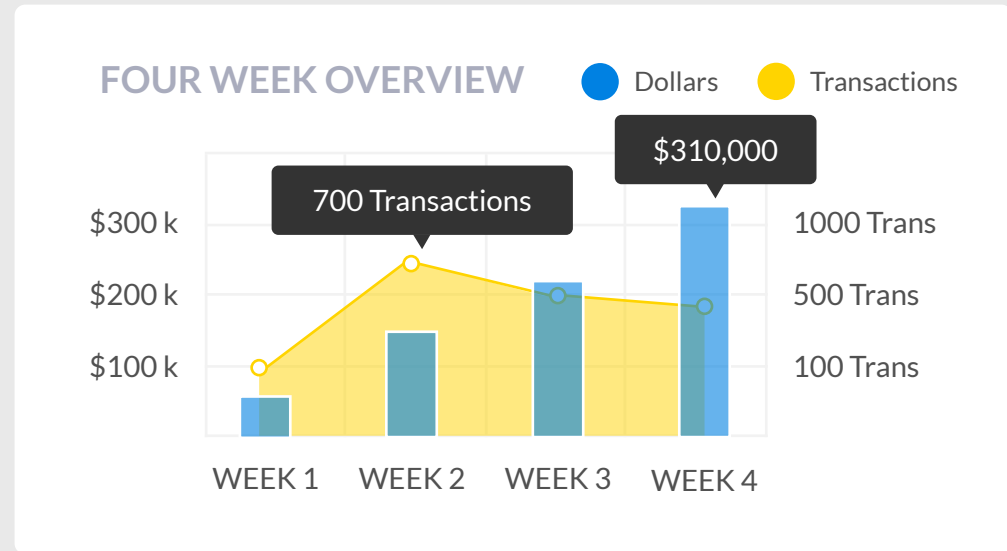 FOUR WEEK OVERVIEW
Dollars
Transactions
$310,000
700 Transactions
$300 k
1000 Trans
$200 k
500 Trans
$100 k
100 Trans
WEEK 1
WEEK 2
WEEK 3
WEEK 4